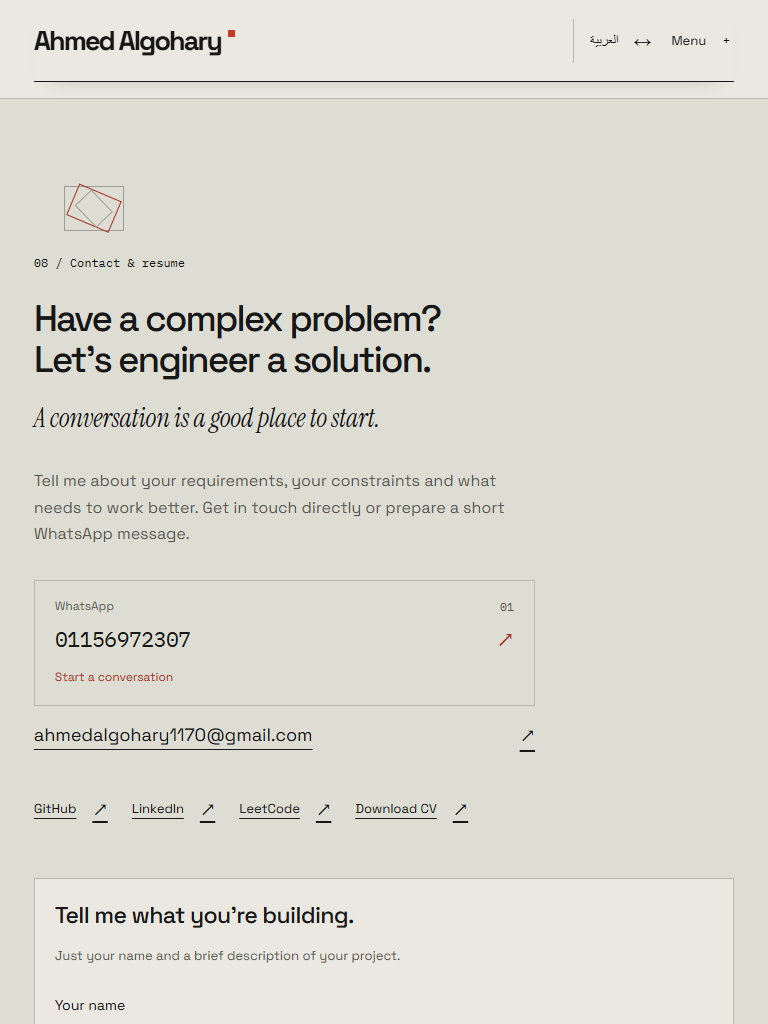 Ahmed Algohary
العربية ↔ Menu +
08 / Contact & resume
Have a complex problem?
Let’s engineer a solution.
A conversation is a good place to start.
Tell me about your requirements, your constraints and what
needs to work better. Get in touch directly or prepare a short
WhatsApp message.
WhatsApp 01
01156972307 ↗
Start a conversation
ahmedalgohary1170@gmail.com ↗
GitHub ↗ LinkedIn ↗ LeetCode ↗ Download CV ↗
Tell me what you’re building.
Just your name and a brief description of your project.
Your name